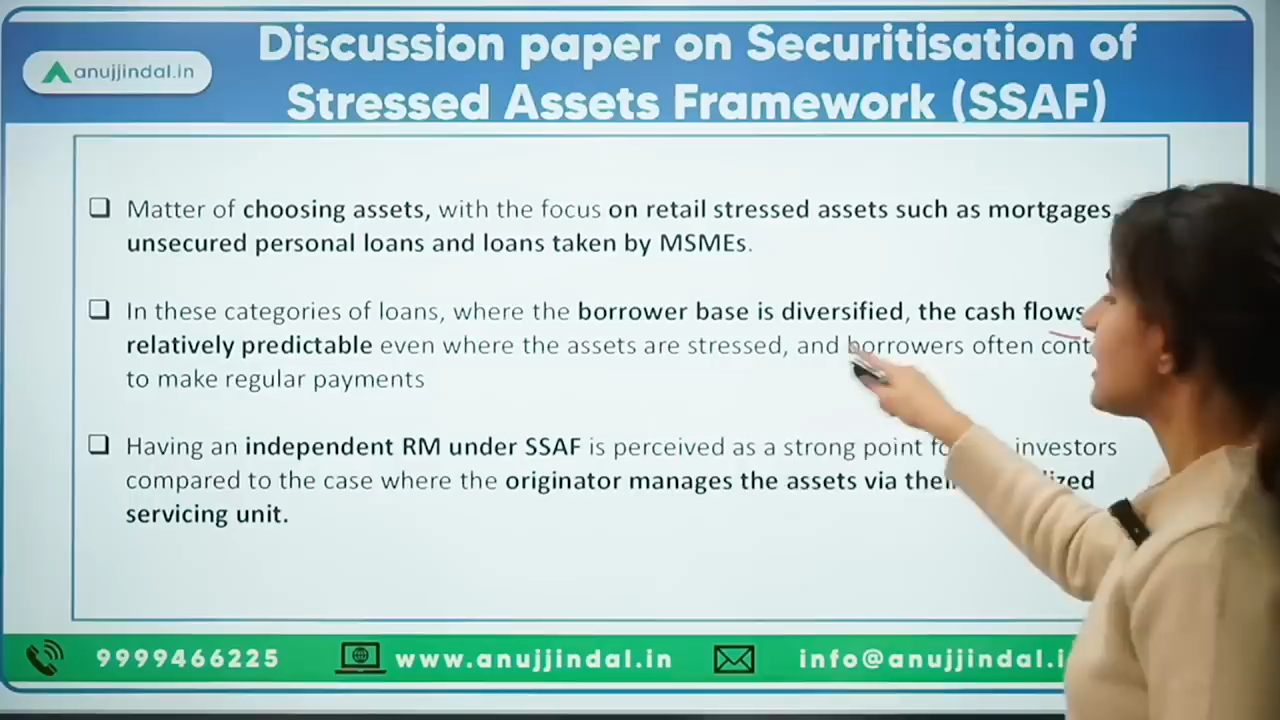 anujjindal.in
Discussion paper on Securitisation of
Stressed Assets Framework (SSAF)
Matter of choosing assets, with the focus on retail stressed assets such as mortgages
unsecured personal loans and loans taken by MSMEs.
In these categories of loans, where the borrower base is diversified, the cash flows
relatively predictable even where the assets are stressed, and borrowers often
to make regular payments
Having an independent RM under SSAF is perceived as a strong point investors
compared to the case where the originator manages the assets via
servicing unit.
9999466225
www.anujjindal.in
info@anujjindal.i